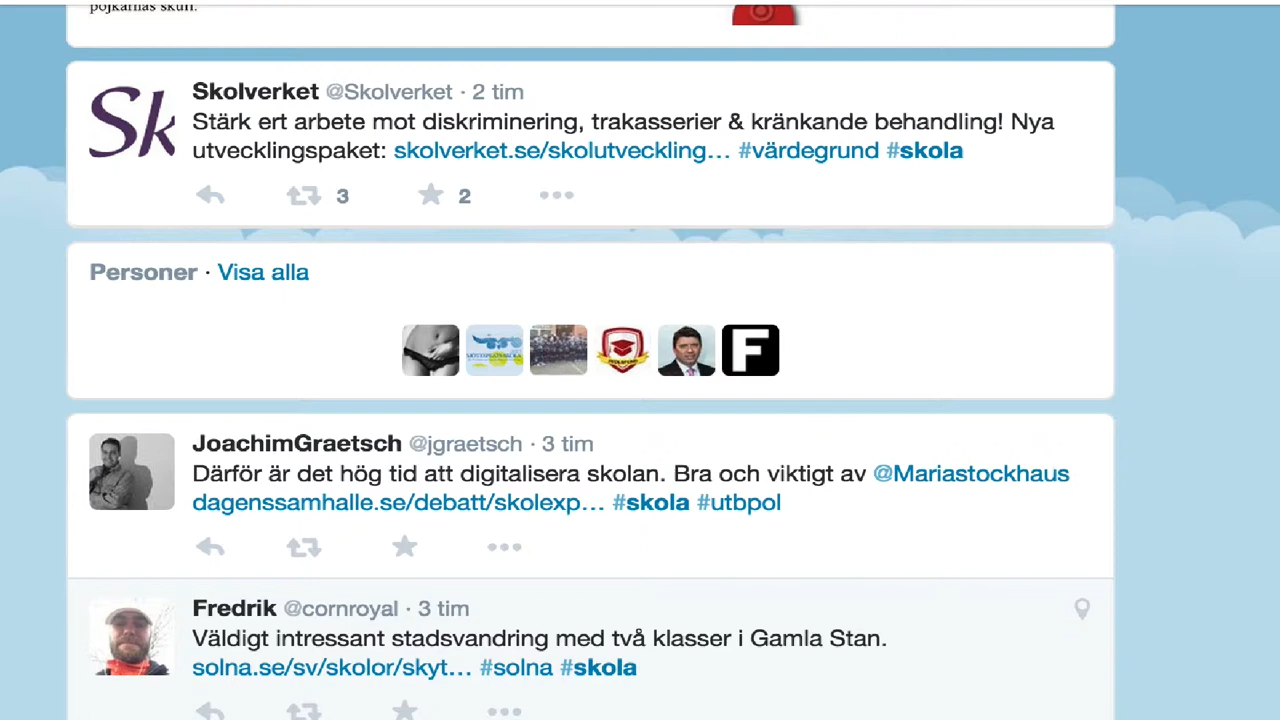 pojkarnas skull.
Skolverket @Skolverket · 2 tim
Stärk ert arbete mot diskriminering, trakasserier & kränkande behandling! Nya
utvecklingspaket: skolverket.se/skolutveckling… #värdegrund #skola
Sk
3 2
Personer · Visa alla
F
JoachimGraetsch @jgraetsch · 3 tim
Därför är det hög tid att digitalisera skolan. Bra och viktigt av @Mariastockhaus
dagenssamhalle.se/debatt/skolexp… #skola #utbpol
Fredrik @cornroyal · 3 tim
Väldigt intressant stadsvandring med två klasser i Gamla Stan.
solna.se/sv/skolor/skyt… #solna #skola